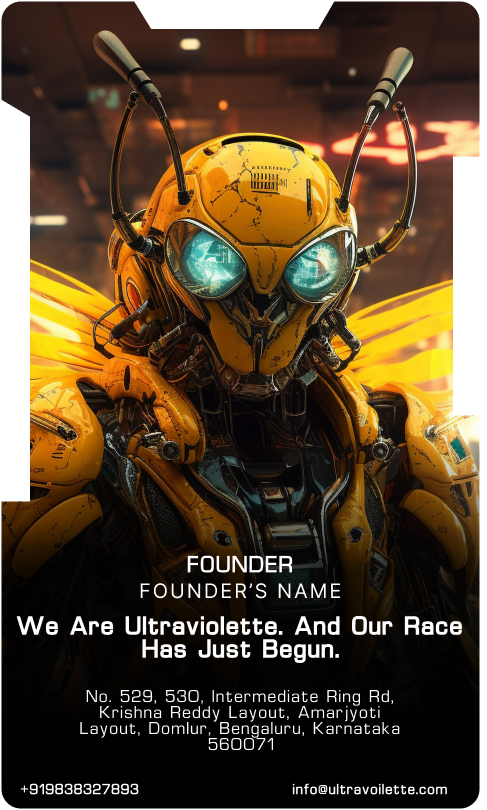 FOUNDER
FOUNDER'S NAME
We Are Ultraviolette. And Our Race
Has Just Begun.
No. 529, 530, Intermediate Ring Rd,
Krishna Reddy Layout, Amarjyoti
Layout, Domlur, Bengaluru, Karnataka
560071
+919838327893
info@ultravoilette.com